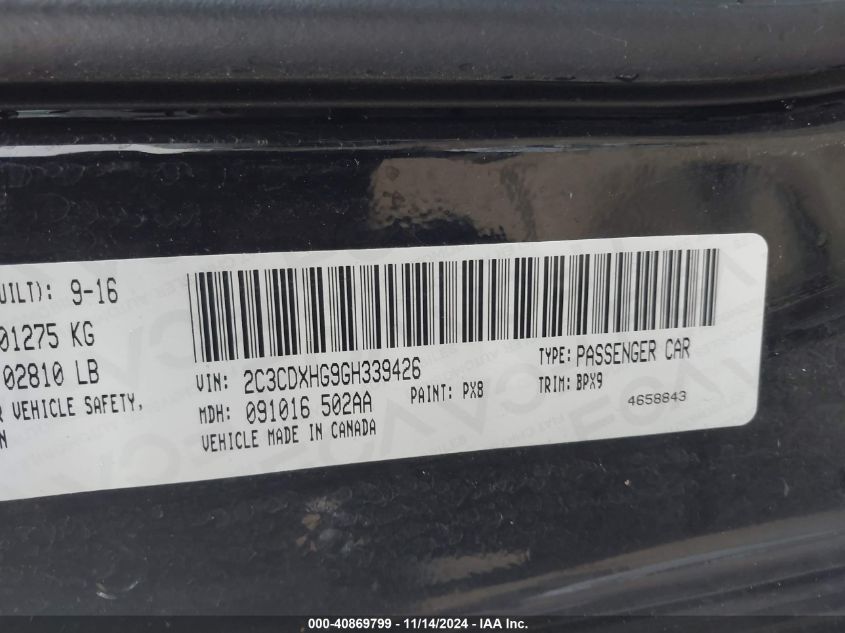 UILT): 9-16
01275 KG
02810 LB
R VEHICLE SAFETY,
N
VIN: 2C3CDXHG9GH339426
TYPE: PASSENGER CAR
MDH: 091016 502AA
PAINT: PX8
TRIM: BPX9
VEHICLE MADE IN CANADA
4658843
000-40869799 - 11/14/2024 - IAA Inc.